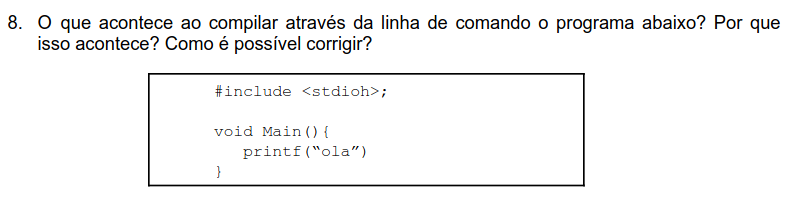 8. O que acontece ao compilar através da linha de comando o programa abaixo? Por que
isso acontece? Como é possível corrigir?
#include <stdioh>;
void Main(){
printf(“ola”)
}